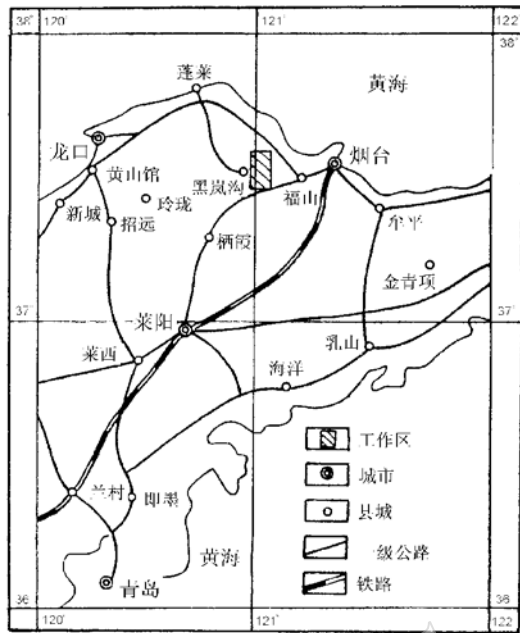 120°
121°
122°
38°
38°
蓬莱
黄海
龙口
烟台
黄山馆
黑岚沟
福山
新城
玲珑
招远
牟平
栖霞
金青项
37°
37°
莱阳
莱西
乳山
海洋
工作区
城市
兰村
即墨
县城
黄海
一级公路
青岛
铁路
36
36
120°
121°
122